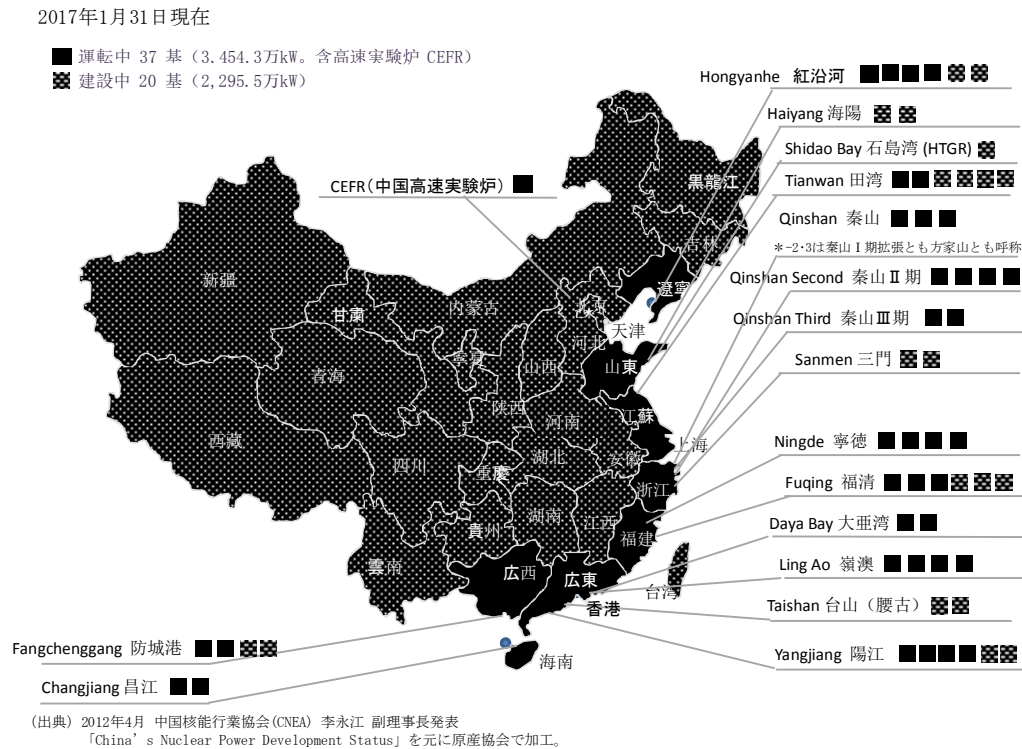 2017年1月31日現在
運転中 37 基（3.454.3万kW。含高速実験炉 CEFR）
建設中 20 基（2,295.5万kW）
Hongyanhe 紅沿河
Haiyang 海陽
Shidao Bay 石島湾 (HTGR)
Tianwan 田湾
CEFR（中国高速実験炉）
Qinshan 秦山
＊-2・3は秦山Ⅰ期拡張とも方家山とも呼称
Qinshan Second 秦山Ⅱ期
Qinshan Third 秦山Ⅲ期
Sanmen 三門
Ningde 寧徳
Fuqing 福清
Daya Bay 大亜湾
Ling Ao 嶺澳
Taishan 台山（腰古）
Yangjiang 陽江
黒龍江
吉林
遼寧
新疆
甘粛
内蒙古
北京
天津
河北
寧夏
山西
山東
青海
陝西
河南
江蘇
西藏
四川
重慶
湖北
安徽
上海
浙江
貴州
湖南
江西
福建
雲南
広西
広東
台湾
香港
海南
Fangchenggang 防城港
Changjiang 昌江
(出典) 2012年4月 中国核能行業協会(CNEA) 李永江 副理事長発表
「China's Nuclear Power Development Status」を元に原産協会で加工。